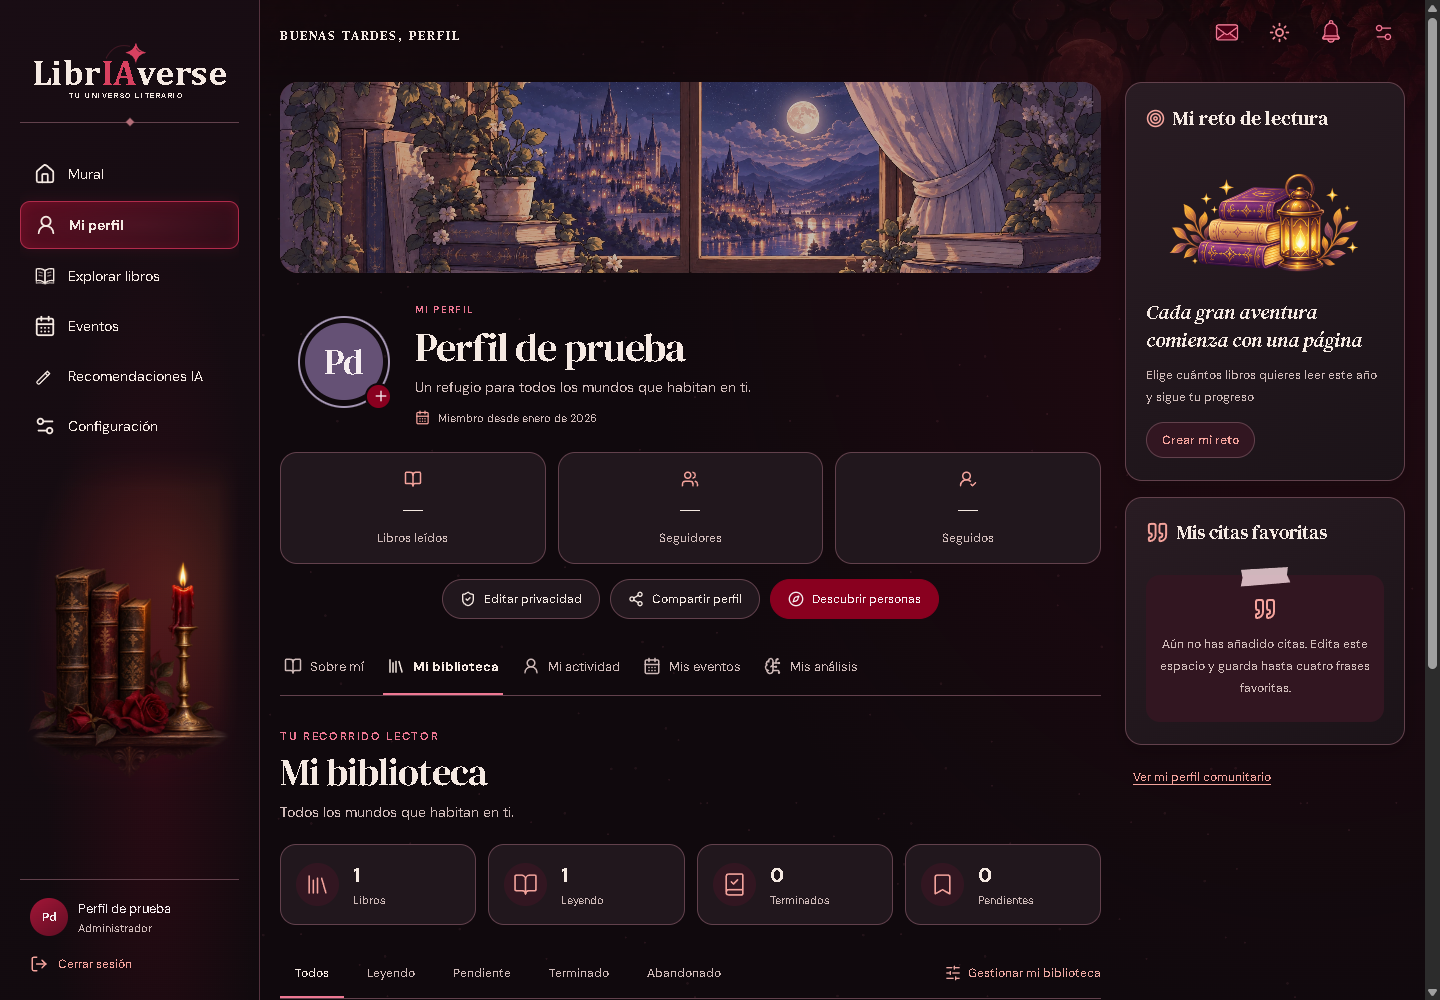 LibrIAverse
TU UNIVERSO LITERARIO
Mural
Mi perfil
Explorar libros
Eventos
Recomendaciones IA
Configuración
Pd
Perfil de prueba
Administrador
Cerrar sesión
BUENAS TARDES, PERFIL
Pd
MI PERFIL
Perfil de prueba
Un refugio para todos los mundos que habitan en ti.
Miembro desde enero de 2026
—
Libros leídos
—
Seguidores
—
Seguidos
Editar privacidad
Compartir perfil
Descubrir personas
Sobre mí
Mi biblioteca
Mi actividad
Mis eventos
Mis análisis
TU RECORRIDO LECTOR
Mi biblioteca
Todos los mundos que habitan en ti.
1
Libros
1
Leyendo
0
Terminados
0
Pendientes
Todos
Leyendo
Pendiente
Terminado
Abandonado
Gestionar mi biblioteca
Mi reto de lectura
Cada gran aventura
comienza con una página
Elige cuántos libros quieres leer este año
y sigue tu progreso
Crear mi reto
Mis citas favoritas
Aún no has añadido citas. Edita este
espacio y guarda hasta cuatro frases
favoritas.
Ver mi perfil comunitario